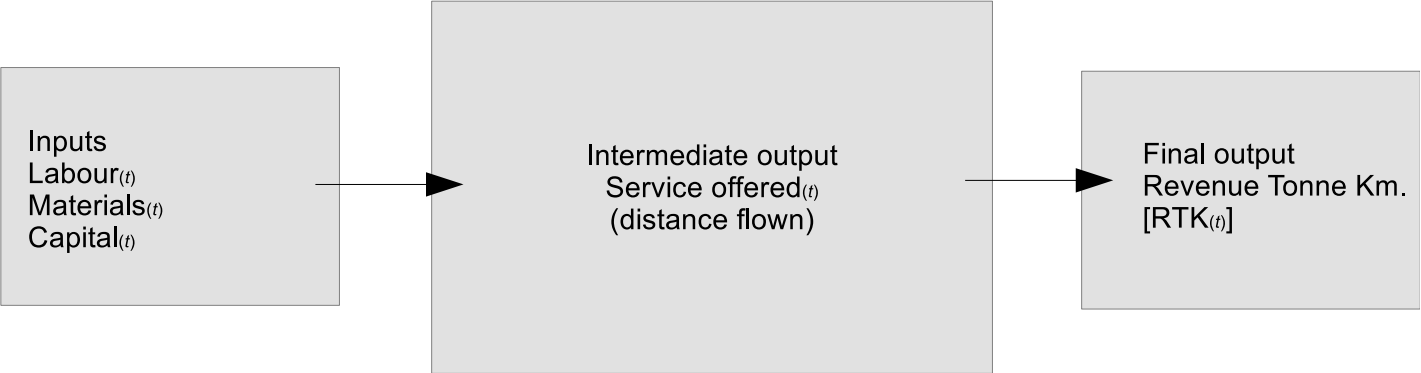 Inputs
Labour(t)
Materials(t)
Capital(t)
Intermediate output
Service offered(t)
(distance flown)
Final output
Revenue Tonne Km.
[RTK(t)]